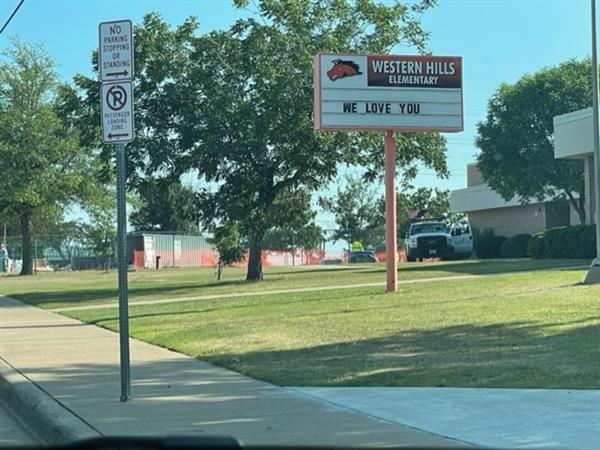 NO
PARKING
STOPPING
OR
STANDING
P
PASSENGER
LOADING
ZONE
WESTERN HILLS
ELEMENTARY
WE LOVE YOU